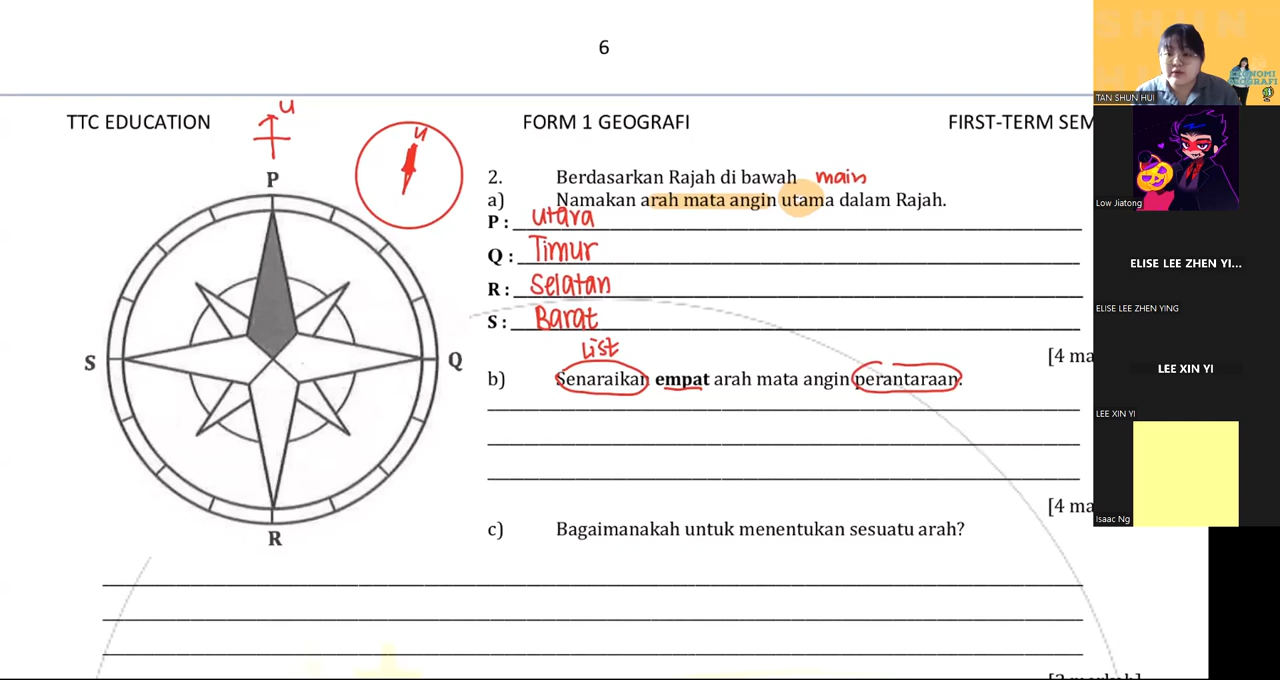 6
TTC EDUCATION
FORM 1 GEOGRAFI
FIRST-TERM SEM
U
U
P
S
Q
R
2. Berdasarkan Rajah di bawah main
a) Namakan arah mata angin utama dalam Rajah.
P : utara
Q : Timur
R : Selatan
S : Barat
[4 ma
List
b) Senaraikan empat arah mata angin perantaraan.
[4 ma
c) Bagaimanakah untuk menentukan sesuatu arah?
TAN SHUN HUI
EKONOMI
GEOGRAFI
Low Jiatong
ELISE LEE ZHEN YI...
ELISE LEE ZHEN YING
LEE XIN YI
LEE XIN YI
Isaac Ng